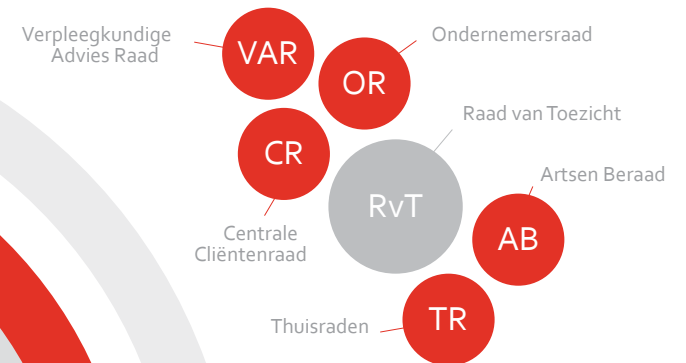 Verpleegkundige
Advies Raad
VAR
OR
Ondernemersraad
CR
Centrale
Cliëntenraad
RvT
Raad van Toezicht
Artsen Beraad
AB
Thuisraden
TR